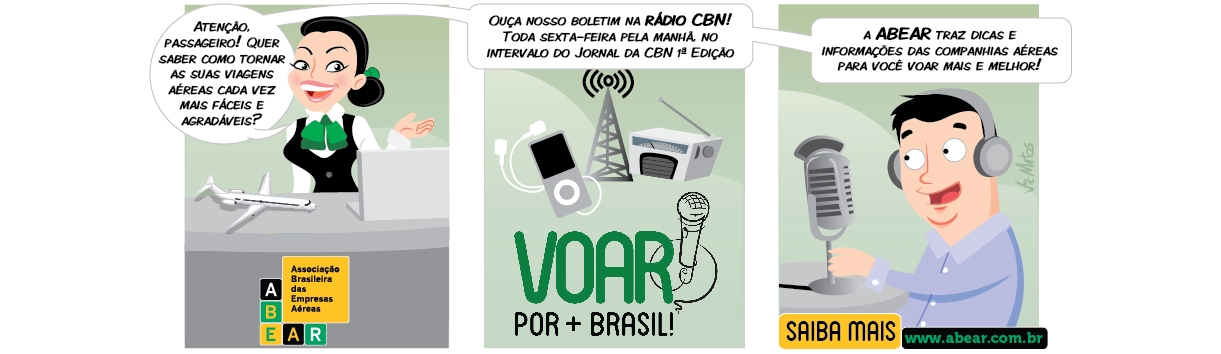 ATENÇÃO,
PASSAGEIRO! QUER
SABER COMO TORNAR
AS SUAS VIAGENS
AÉREAS CADA VEZ
MAIS FÁCEIS E
AGRADÁVEIS?
Associação
Brasileira
das
Empresas
Aéreas
A
B
EAR
OUÇA NOSSO BOLETIM NA RÁDIO CBN!
TODA SEXTA-FEIRA PELA MANHÃ, NO
INTERVALO DO JORNAL DA CBN 1ª EDIÇÃO
VOAR
POR + BRASIL!
A ABEAR TRAZ DICAS E
INFORMAÇÕES DAS COMPANHIAS AÉREAS
PARA VOCÊ VOAR MAIS E MELHOR!
SAIBA MAIS
www.abear.com.br